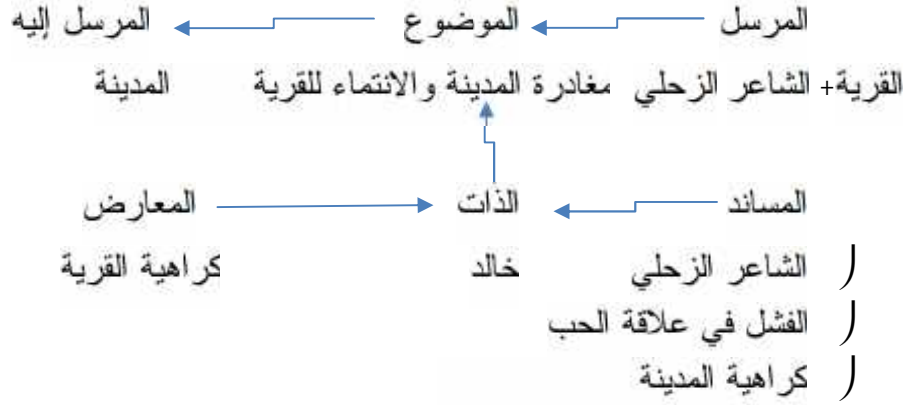 المرسل الموضوع المرسل إليه
القرية+ الشاعر الزحلي مغادرة المدينة والانتماء للقرية المدينة
المساند الذات المعارض
الشاعر الزحلي خالد كراهية القرية
الفشل في علاقة الحب
كراهية المدينة